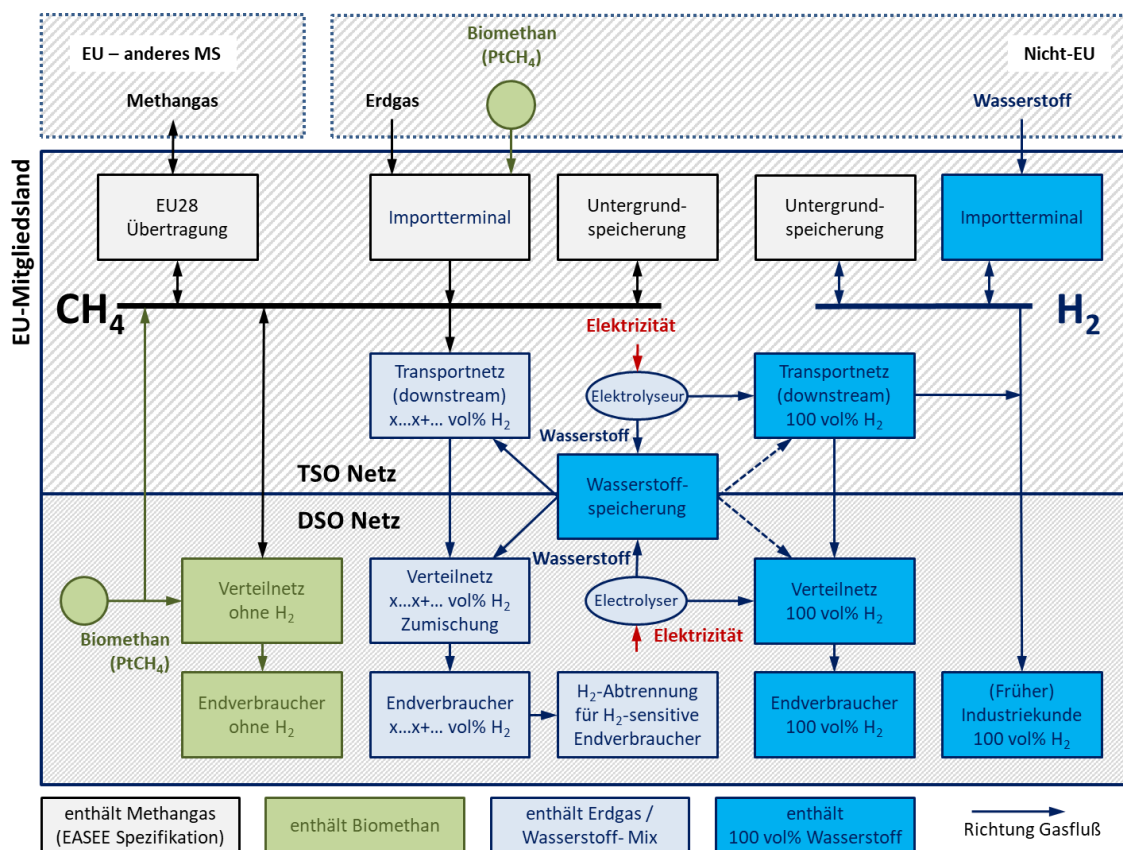 EU – anderes MS
Biomethan
(PtCH₄)
Nicht-EU
Methangas
Erdgas
Wasserstoff
EU-Mitgliedsland
EU28
Übertragung
Importterminal
Untergrund-
speicherung
Untergrund-
speicherung
Importterminal
CH₄
H₂
Elektrizität
Transportnetz
(downstream)
x...x+... vol% H₂
Elektrolyseur
Transportnetz
(downstream)
100 vol% H₂
Wasserstoff
TSO Netz
Wasserstoff-
speicherung
DSO Netz
Wasserstoff
Verteilnetz
ohne H₂
Verteilnetz
x...x+... vol% H₂
Zumischung
Electrolyser
Verteilnetz
100 vol% H₂
Biomethan
(PtCH₄)
Elektrizität
Endverbraucher
ohne H₂
Endverbraucher
x...x+... vol% H₂
H₂-Abtrennung
für H₂-sensitive
Endverbraucher
Endverbraucher
100 vol% H₂
(Früher)
Industriekunde
100 vol% H₂
enthält Methangas
(EASEE Spezifikation)
enthält Biomethan
enthält Erdgas /
Wasserstoff- Mix
enthält
100 vol% Wasserstoff
Richtung Gasfluß